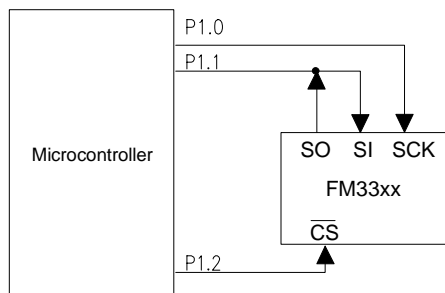 P1.0
P1.1
SO SI SCK
Microcontroller
FM33xx
CS
P1.2